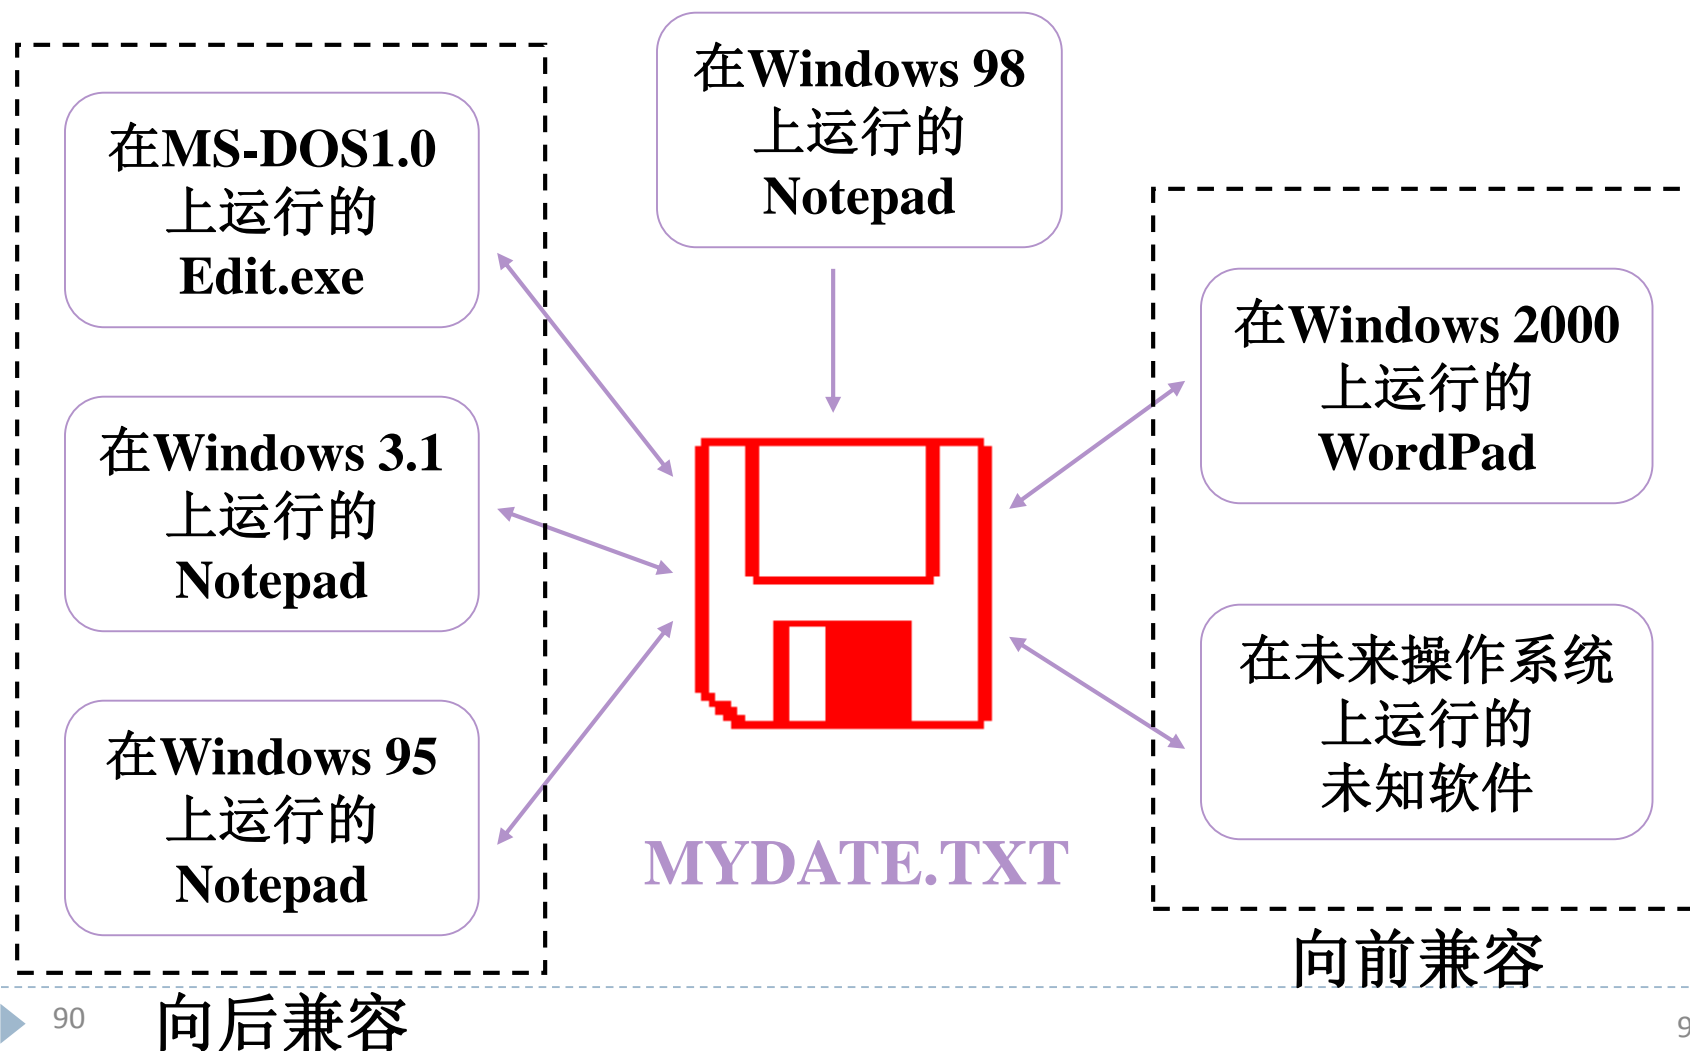 在Windows 98
上运行的
Notepad
在MS-DOS1.0
上运行的
Edit.exe
在Windows 3.1
上运行的
Notepad
在Windows 95
上运行的
Notepad
在Windows 2000
上运行的
WordPad
在未来操作系统
上运行的
未知软件
MYDATE.TXT
向前兼容
向后兼容
90
9